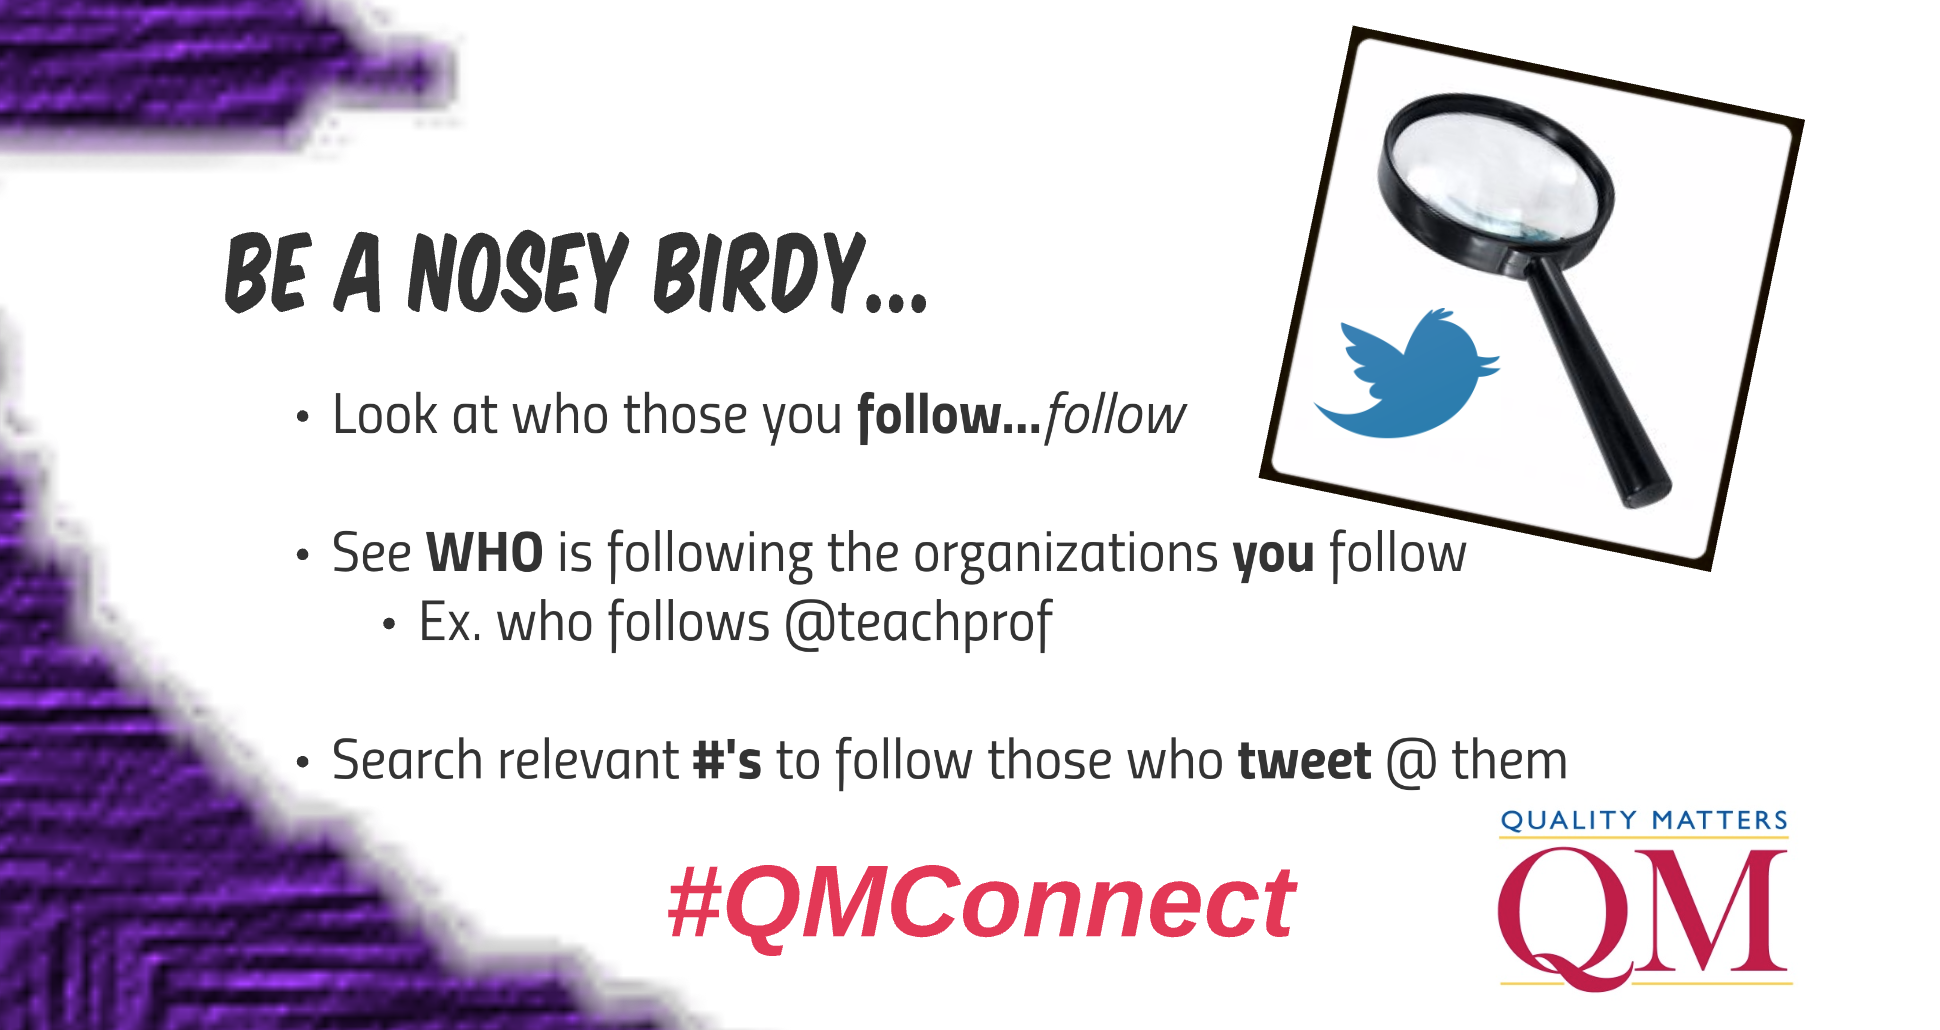 BE A NOSEY BIRDY...
• Look at who those you follow...follow
• See WHO is following the organizations you follow
• Ex. who follows @teachprof
• Search relevant #'s to follow those who tweet @ them
#QMConnect
QUALITY MATTERS
QM